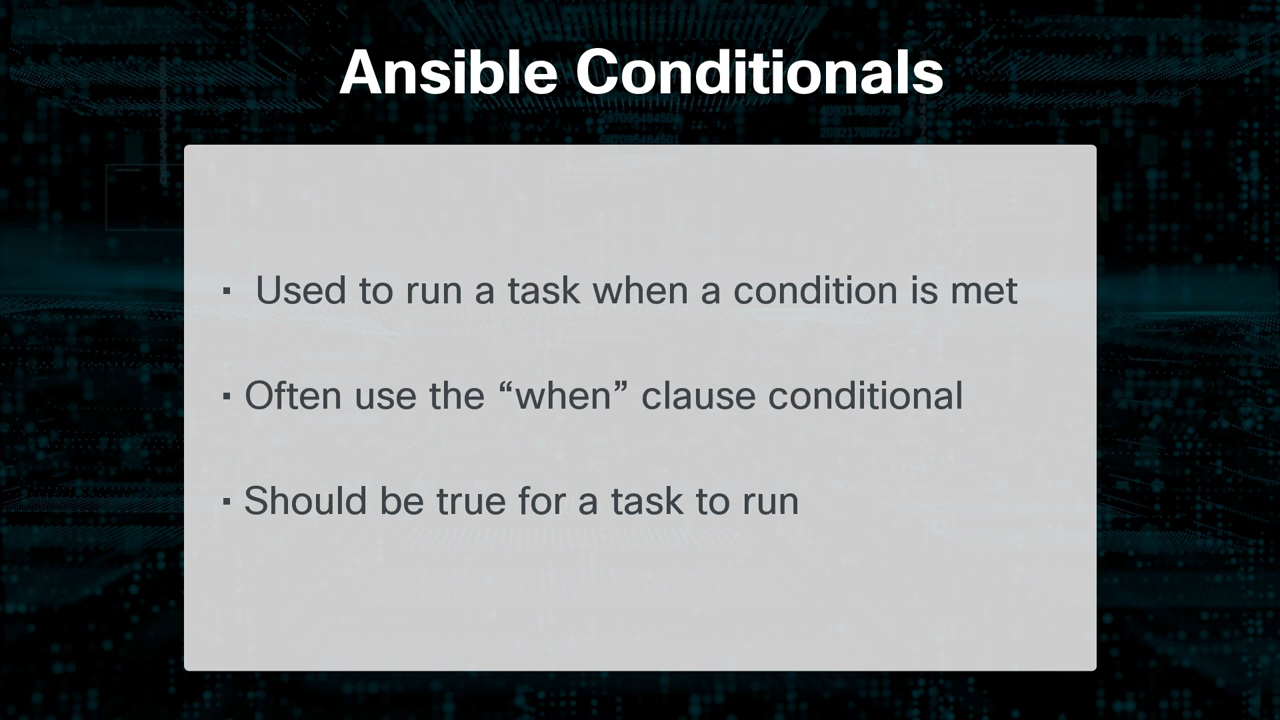 Ansible Conditionals
▪ Used to run a task when a condition is met
▪ Often use the “when” clause conditional
▪ Should be true for a task to run